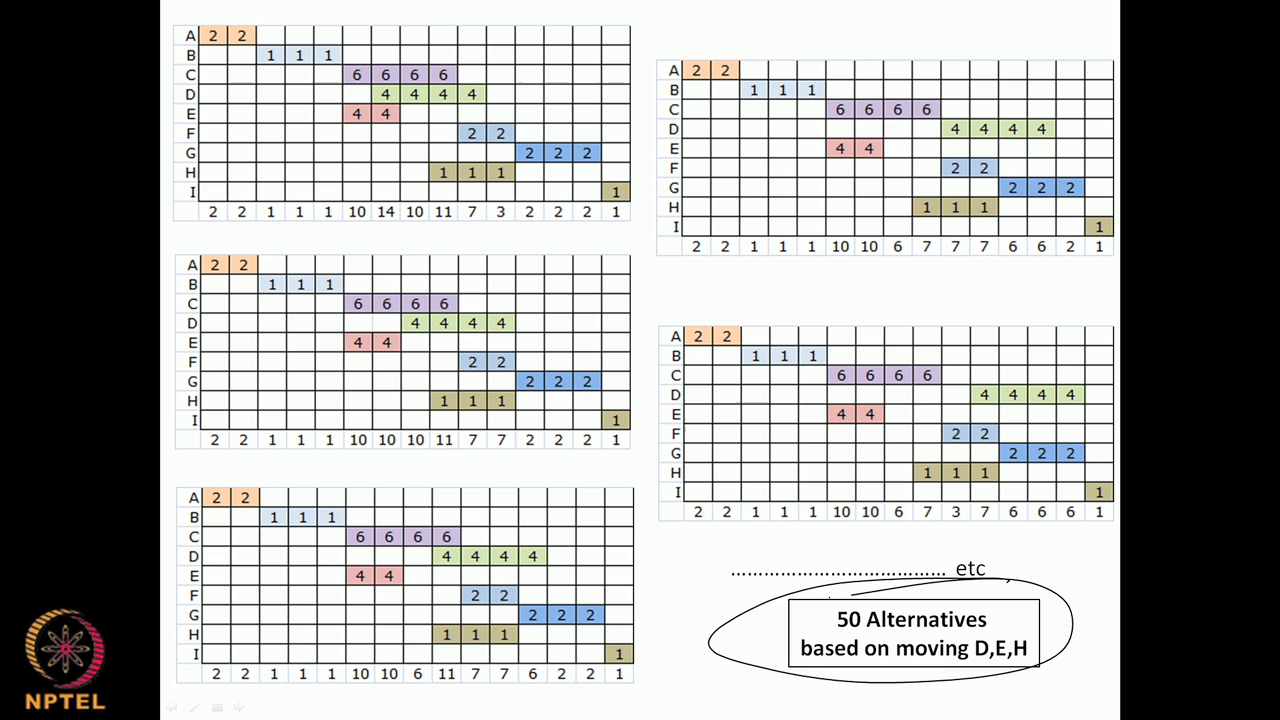 A 2 2
B 1 1 1
C 6 6 6 6
D 4 4 4 4
E 4 4
F 2 2
G 2 2 2
H 1 1 1
I 1
2 2 1 1 1 10 14 10 11 7 3 2 2 2 1
A 2 2
B 1 1 1
C 6 6 6 6
D 4 4 4 4
E 4 4
F 2 2
G 2 2 2
H 1 1 1
I 1
2 2 1 1 1 10 10 10 11 7 7 2 2 2 1
A 2 2
B 1 1 1
C 6 6 6 6
D 4 4 4 4
E 4 4
F 2 2
G 2 2 2
H 1 1 1
I 1
2 2 1 1 1 10 10 6 11 7 7 6 2 2 1
A 2 2
B 1 1 1
C 6 6 6 6
D 4 4 4 4
E 4 4
F 2 2
G 2 2 2
H 1 1 1
I 1
2 2 1 1 1 10 10 6 7 7 7 6 6 2 1
A 2 2
B 1 1 1
C 6 6 6 6
D 4 4 4 4
E 4 4
F 2 2
G 2 2 2
H 1 1 1
I 1
2 2 1 1 1 10 10 6 7 3 7 6 6 6 1
....................................... etc
50 Alternatives
based on moving D,E,H
NPTEL